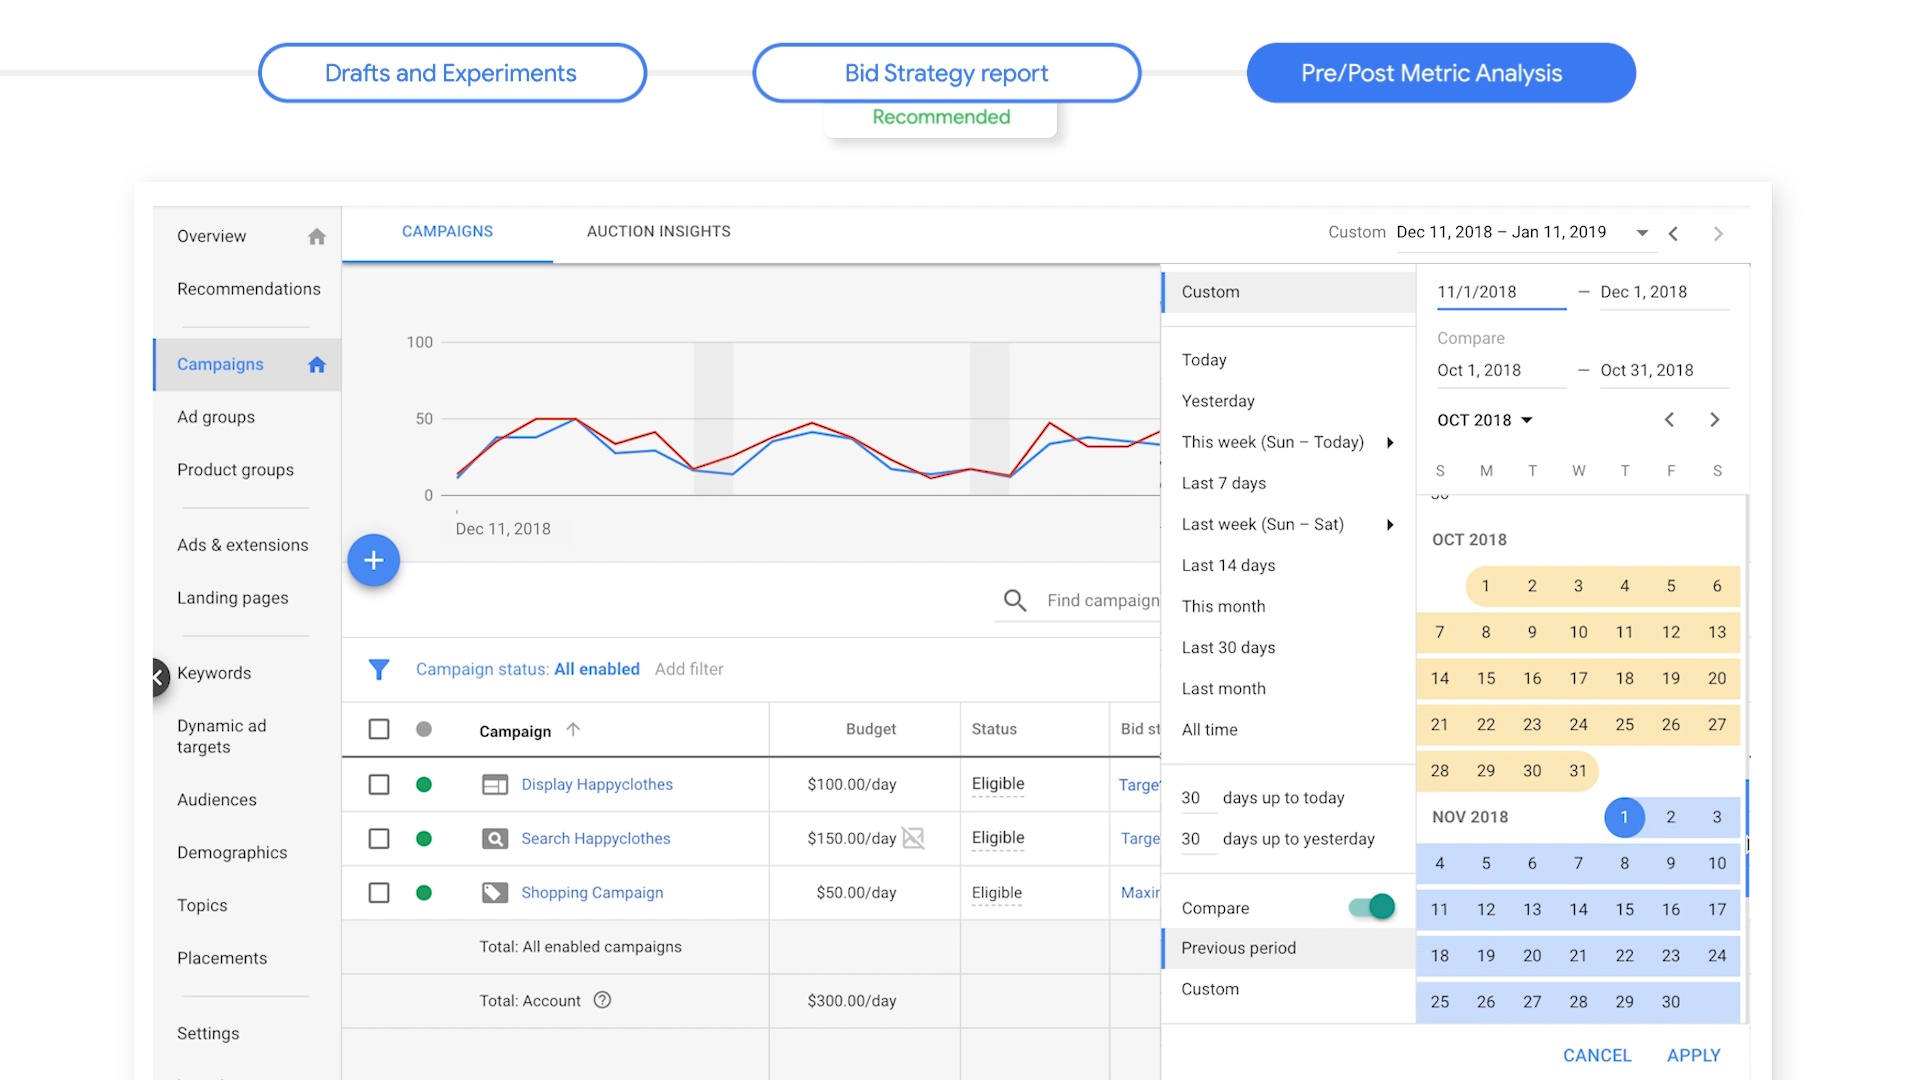 Drafts and Experiments
Bid Strategy report
Pre/Post Metric Analysis
Recommended
Overview
Recommendations
Campaigns
Ad groups
Product groups
Ads & extensions
Landing pages
Keywords
Dynamic ad
targets
Audiences
Demographics
Topics
Placements
Settings
CAMPAIGNS
AUCTION INSIGHTS
Custom Dec 11, 2018 – Jan 11, 2019
100
50
0
Dec 11, 2018
+
Find campaign
Campaign status: All enabled Add filter
Campaign Budget Status Bid st
Display Happyclothes $100.00/day Eligible Targe
Search Happyclothes $150.00/day Eligible Targe
Shopping Campaign $50.00/day Eligible Maxir
Total: All enabled campaigns
Total: Account ? $300.00/day
Custom
Today
Yesterday
This week (Sun – Today)
Last 7 days
Last week (Sun – Sat)
Last 14 days
This month
Last 30 days
Last month
All time
30 days up to today
30 days up to yesterday
Compare
Previous period
Custom
11/1/2018 – Dec 1, 2018
Compare
Oct 1, 2018 – Oct 31, 2018
OCT 2018
S M T W T F S
30
OCT 2018
1 2 3 4 5 6
7 8 9 10 11 12 13
14 15 16 17 18 19 20
21 22 23 24 25 26 27
28 29 30 31
NOV 2018 1 2 3
4 5 6 7 8 9 10
11 12 13 14 15 16 17
18 19 20 21 22 23 24
25 26 27 28 29 30
CANCEL APPLY